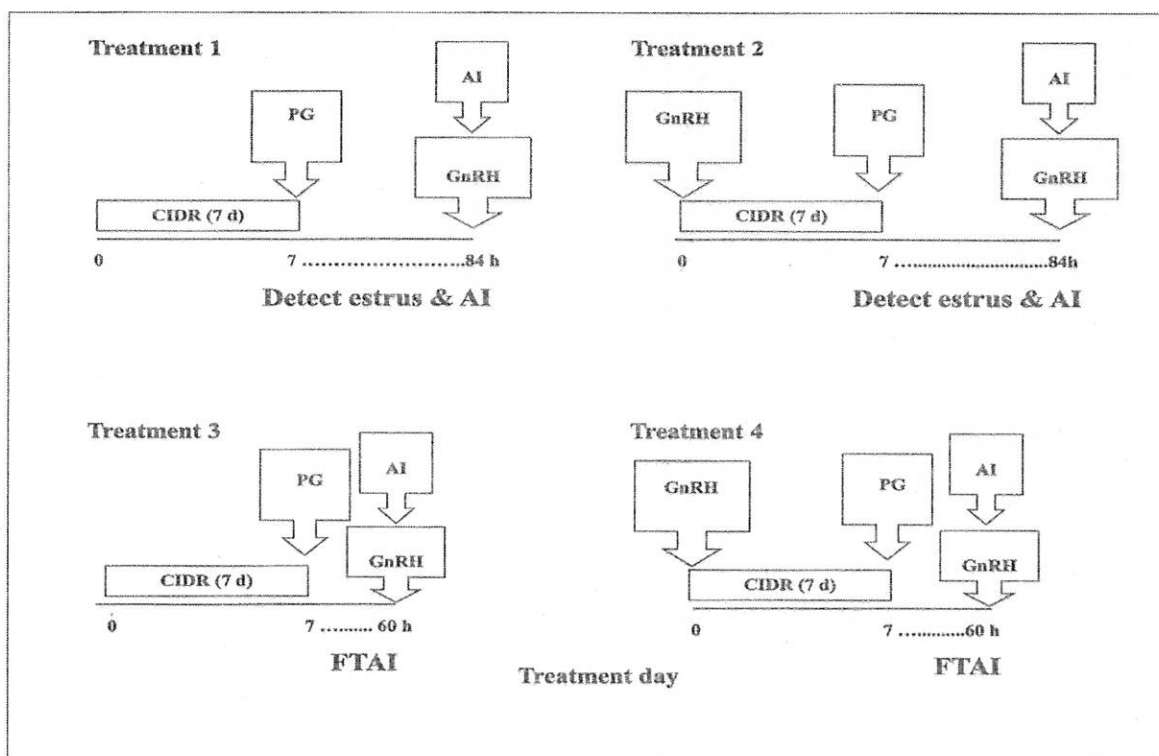 Treatment 1
AI
PG
GnRH
CIDR (7 d)
0
7 ........................84 h
Detect estrus & AI
Treatment 2
GnRH
PG
AI
GnRH
CIDR (7 d)
0
7 ............................84h
Detect estrus & AI
Treatment 3
PG
AI
GnRH
CIDR (7 d)
0
7 .......... 60 h
FTAI
Treatment 4
GnRH
PG
AI
GnRH
CIDR (7 d)
0
7 .............60 h
FTAI
Treatment day